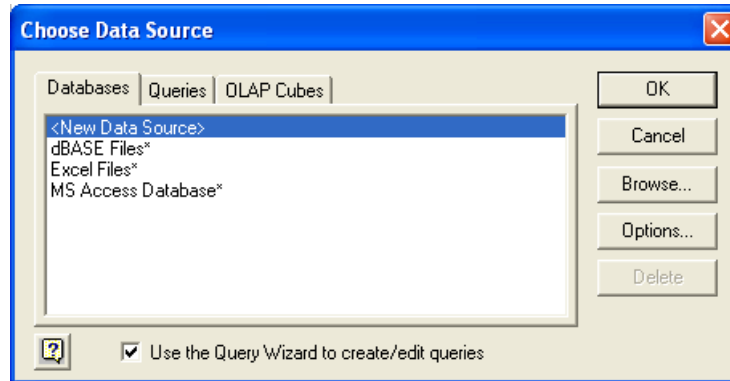 Choose Data Source
Databases Queries OLAP Cubes
<New Data Source>
dBASE Files*
Excel Files*
MS Access Database*
OK
Cancel
Browse...
Options...
Delete
Use the Query Wizard to create/edit queries